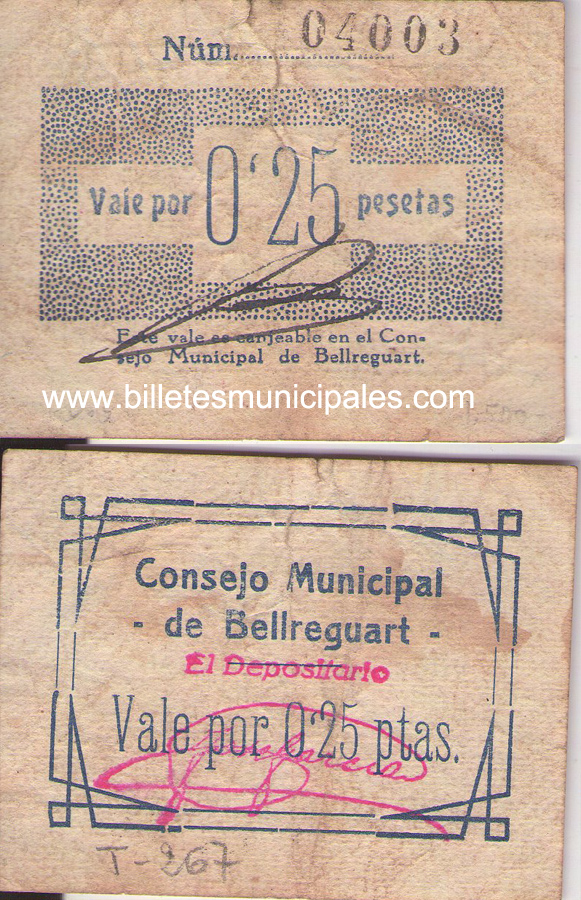 Núm. 04003
Vale por 0'25 pesetas
Este vale es canjeable en el Con-
sejo Municipal de Bellreguart.
www.billetesmunicipales.com
Consejo Municipal
- de Bellreguart -
El Depositario
Vale por 0'25 ptas.
T-267